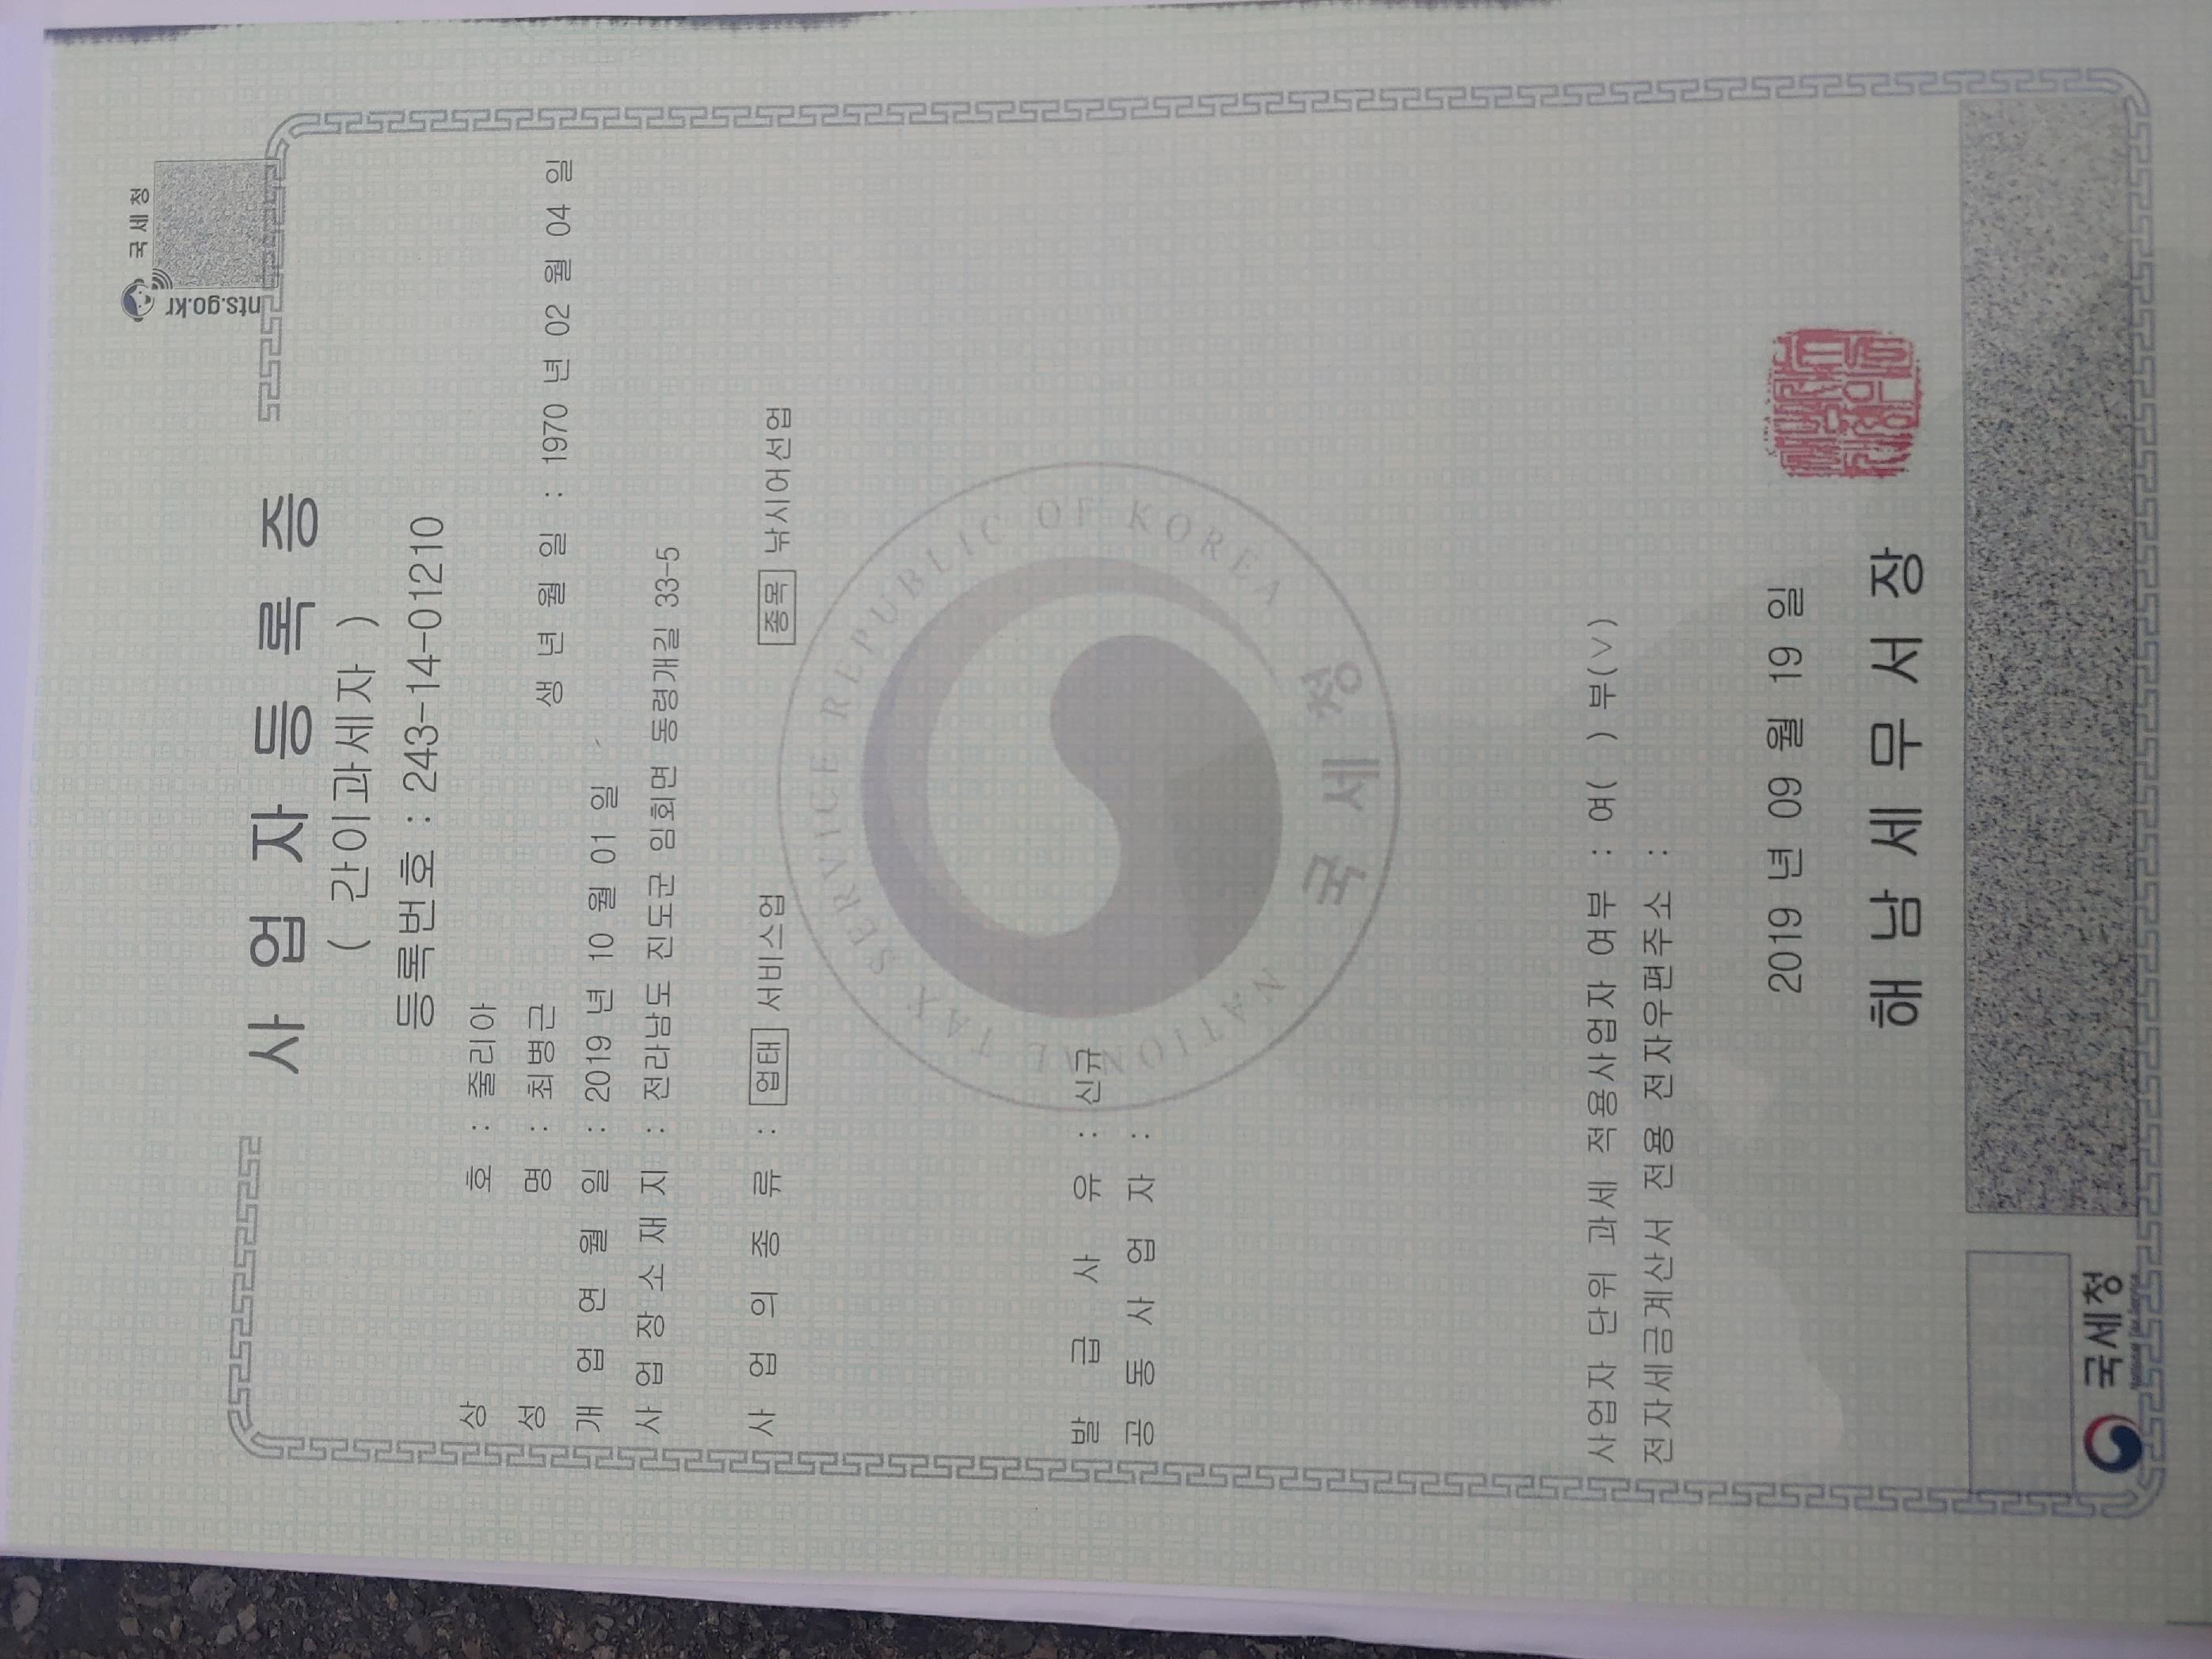 국세청
nts.go.kr
사 업 자 등 록 증
( 간이과세자 )
등록번호 : 243-14-01210
상 호 : 줄리아
성 명 : 최병근 생 년 월 일 : 1970 년 02 월 04 일
개 업 연 월 일 : 2019 년 10 월 01 일
사 업 장 소 재 지 : 전라남도 진도군 임회면 동령개길 33-5
사 업 의 종 류 : 업태 서비스업 종목 낚시어선업
NATIONAL TAX SERVICE REPUBLIC OF KOREA
국세청
발 급 사 유 : 신규
공 동 사 업 자 :
사업자 단위 과세 적용사업자 여부 : 여( ) 부(∨)
전자세금계산서 전용 전자우편주소 :
2019 년 09 월 19 일
해 남 세 무 서 장
국세청